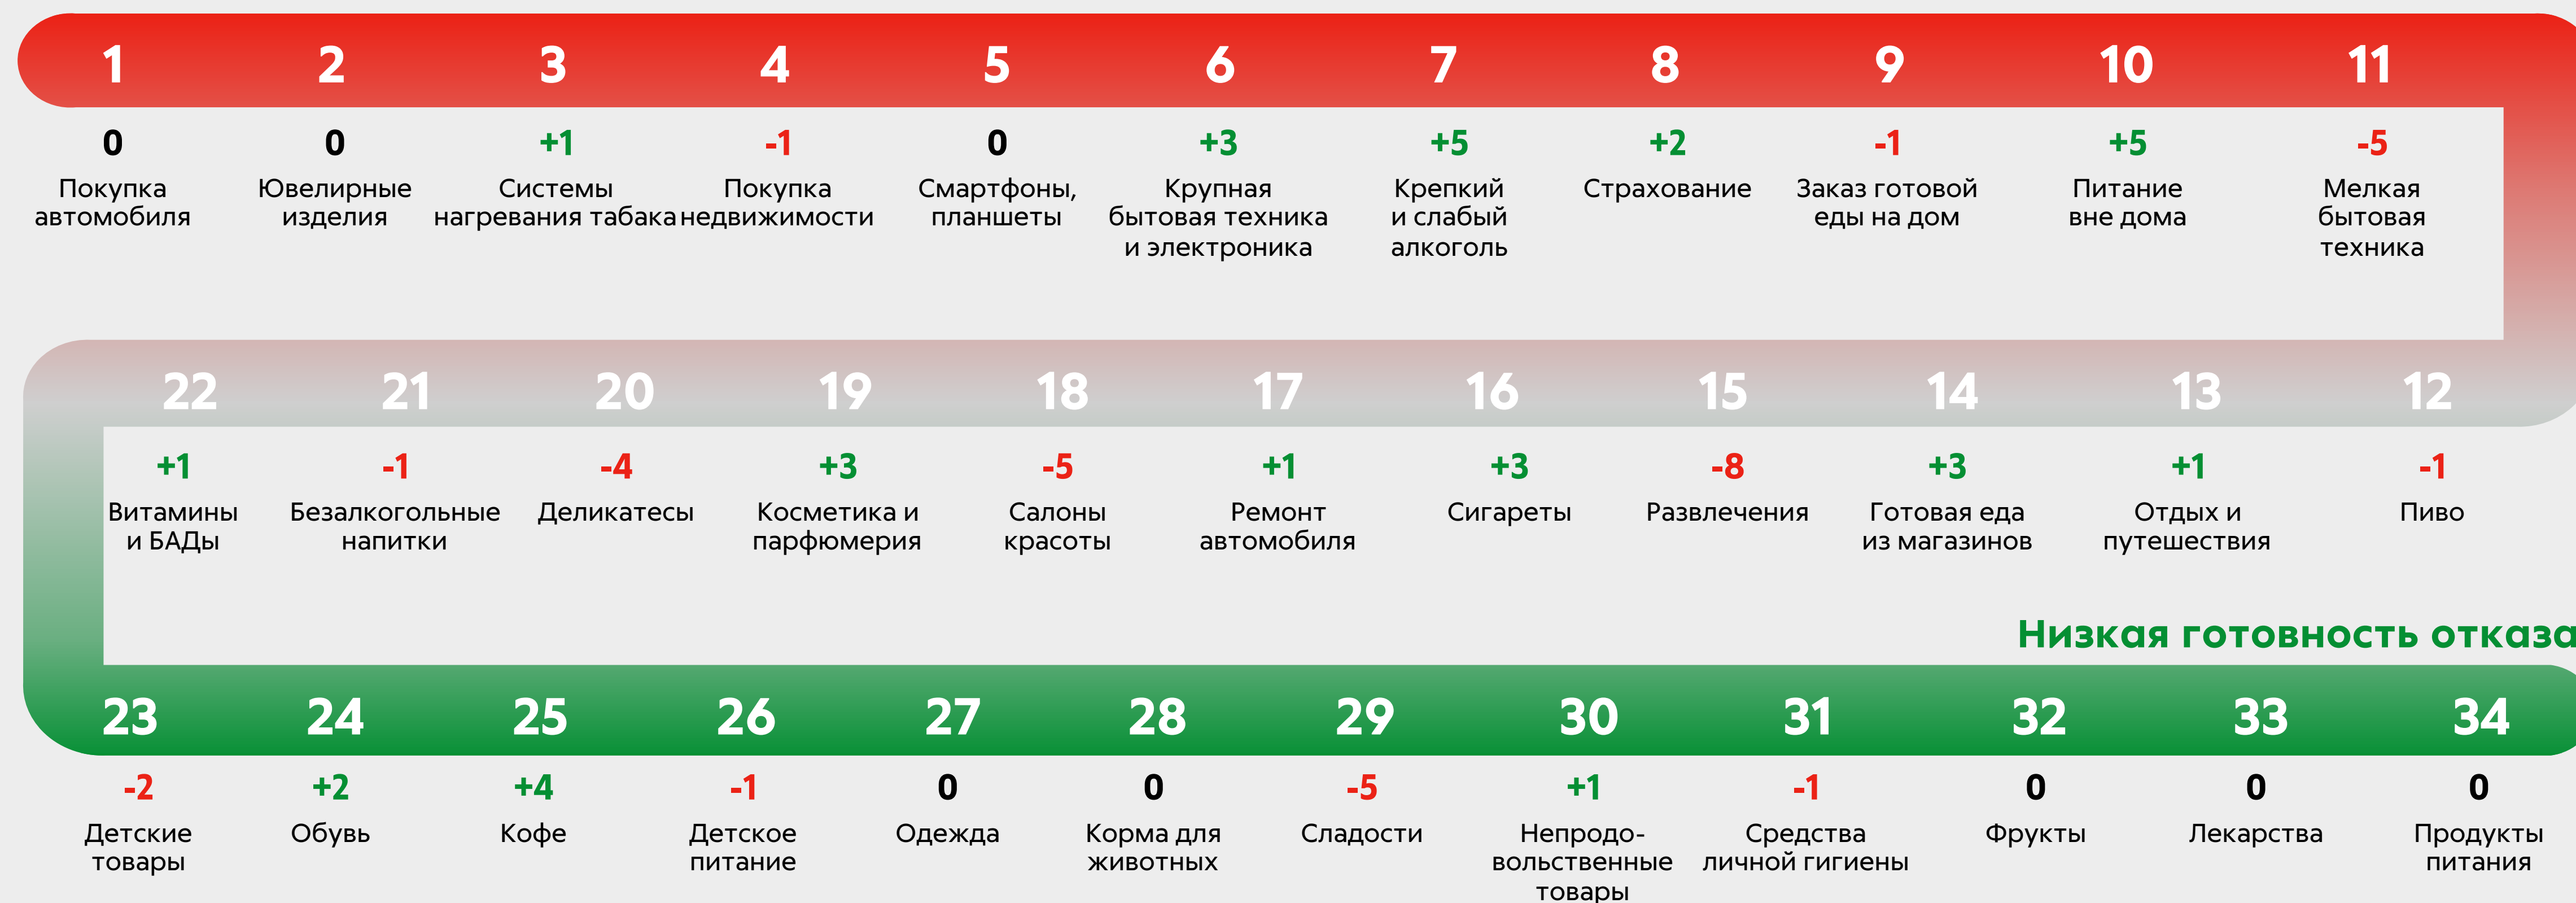 1 2 3 4 5 6 7 8 9 10 11
0 0 +1 -1 0 +3 +5 +2 -1 +5 -5
Покупка Ювелирные Системы Покупка Смартфоны, Крупная Крепкий Страхование Заказ готовой Питание Мелкая
автомобиля изделия нагревания табака недвижимости планшеты бытовая техника и слабый еды на дом вне дома бытовая
и электроника алкоголь техника
22 21 20 19 18 17 16 15 14 13 12
+1 -1 -4 +3 -5 +1 +3 -8 +3 +1 -1
Витамины Безалкогольные Деликатесы Косметика и Салоны Ремонт Сигареты Развлечения Готовая еда Отдых и Пиво
и БАДы напитки парфюмерия красоты автомобиля из магазинов путешествия
Низкая готовность отказа
23 24 25 26 27 28 29 30 31 32 33 34
-2 +2 +4 -1 0 0 -5 +1 -1 0 0 0
Детские Обувь Кофе Детское Одежда Корма для Сладости Непродо- Средства Фрукты Лекарства Продукты
товары питание животных вольственные личной гигиены питания
товары